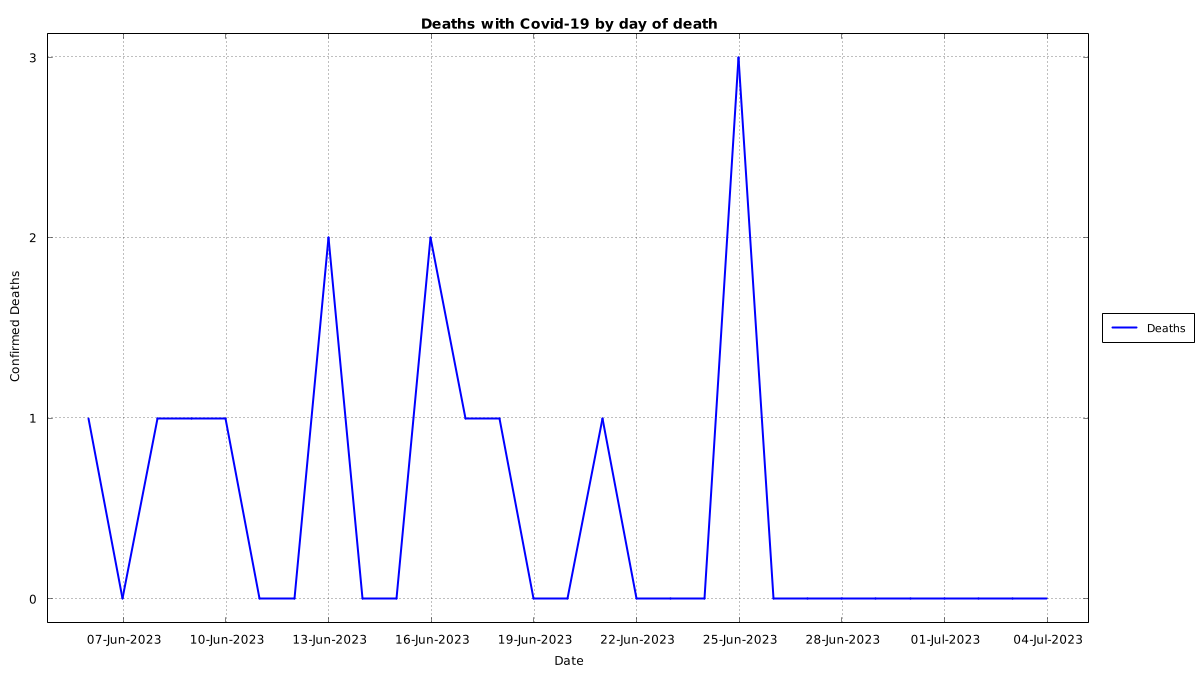 Deaths with Covid-19 by day of death
3
2
1
0
Confirmed Deaths
07-Jun-2023 10-Jun-2023 13-Jun-2023 16-Jun-2023 19-Jun-2023 22-Jun-2023 25-Jun-2023 28-Jun-2023 01-Jul-2023 04-Jul-2023
Date
Deaths